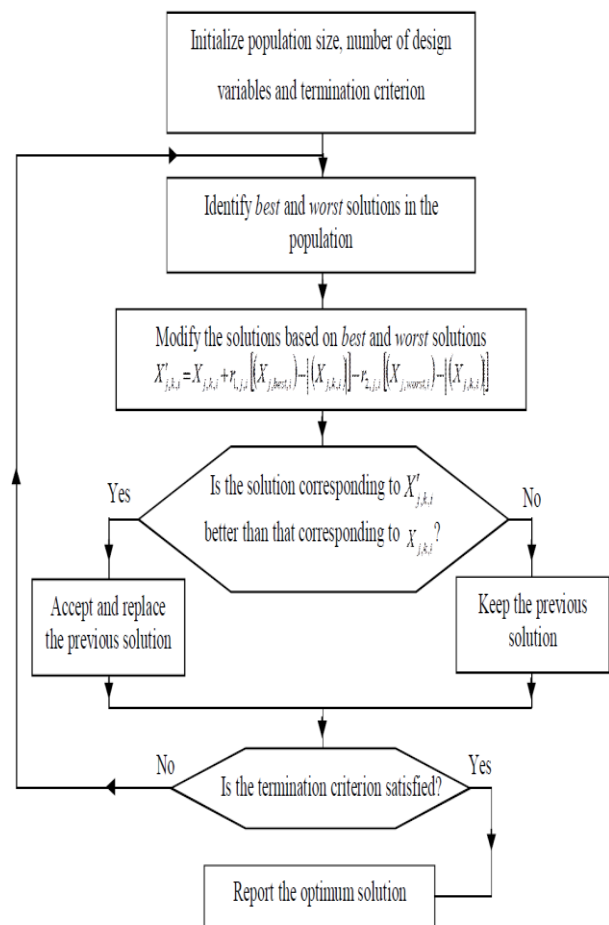 Initialize population size, number of design
variables and termination criterion
Identify best and worst solutions in the
population
Modify the solutions based on best and worst solutions
X'j,k,i = Xj,k,i + r1,j,i [(Xj,best,i) − |(Xj,k,i)|] − r2,j,i [(Xj,worst,i) − |(Xj,k,i)|]
Yes
Is the solution corresponding to X'j,k,i
better than that corresponding to Xj,k,i?
No
Accept and replace
the previous solution
Keep the previous
solution
No
Is the termination criterion satisfied?
Yes
Report the optimum solution